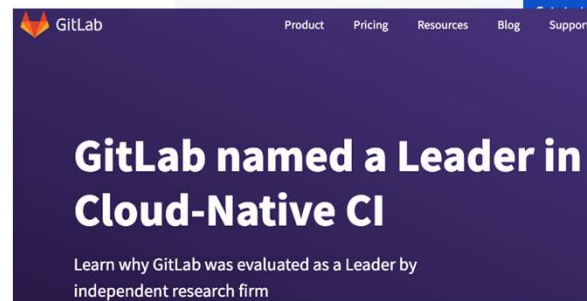 GitLab Product Pricing Resources Blog Support
GitLab named a Leader in
Cloud-Native CI
Learn why GitLab was evaluated as a Leader by
independent research firm